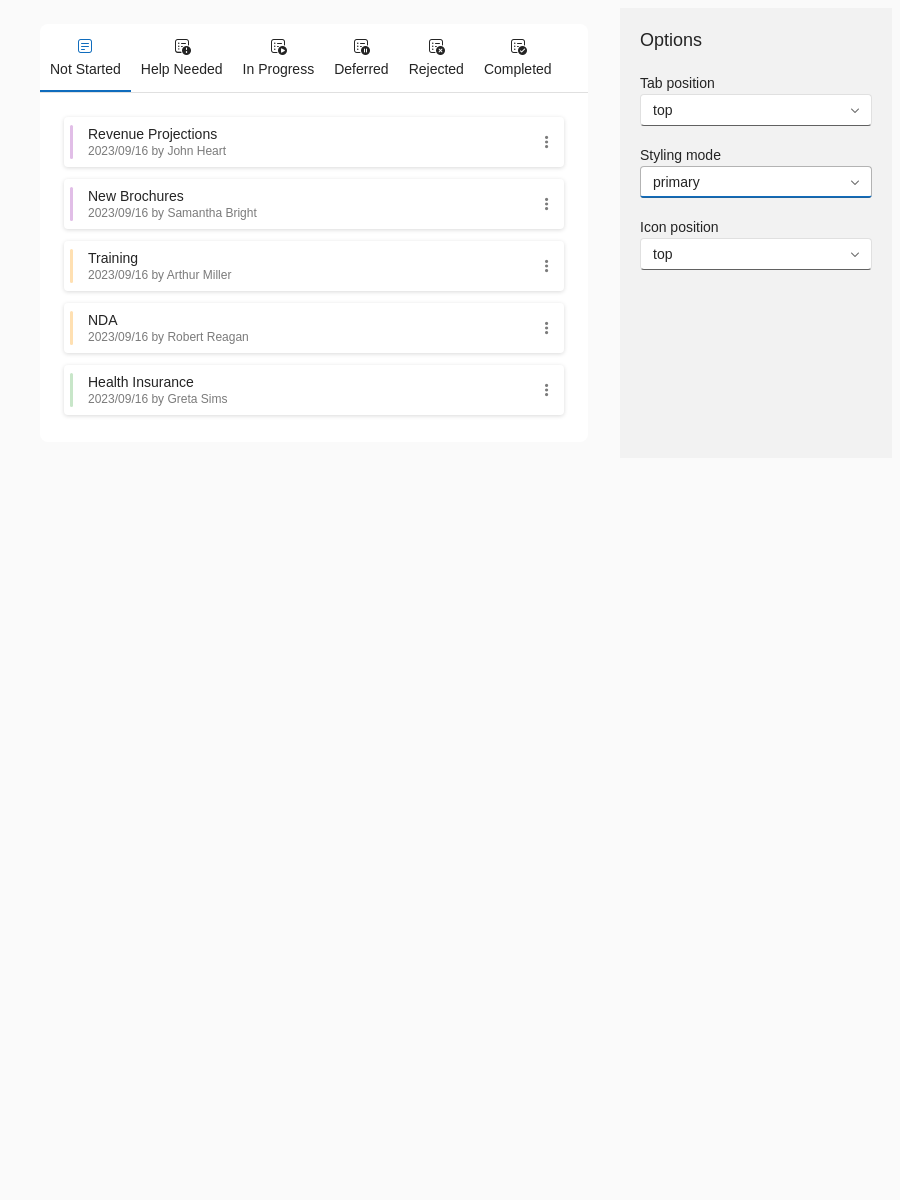 Not Started
Help Needed
In Progress
Deferred
Rejected
Completed
Revenue Projections
2023/09/16 by John Heart
New Brochures
2023/09/16 by Samantha Bright
Training
2023/09/16 by Arthur Miller
NDA
2023/09/16 by Robert Reagan
Health Insurance
2023/09/16 by Greta Sims
Options
Tab position
top
Styling mode
primary
Icon position
top